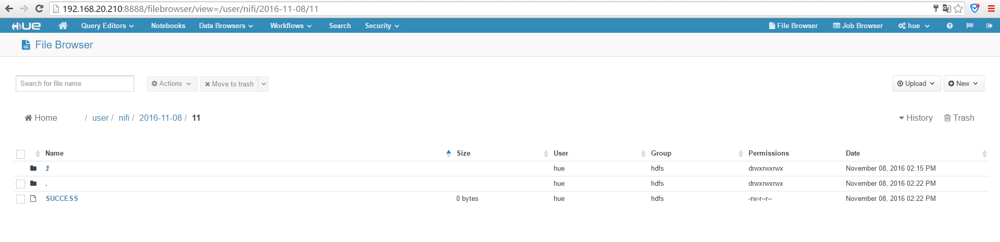 192.168.20.210:8888/filebrowser/view=/user/nifi/2016-11-08/11
HUE Query Editors Notebooks Data Browsers Workflows Search Security File Browser Job Browser hue
File Browser
Search for file name Actions Move to trash Upload New
Home / user / nifi / 2016-11-08 / 11 History Trash
Name Size User Group Permissions Date
hue hdfs drwxrwxrwx November 08, 2016 02:15 PM
. hue hdfs drwxrwxrwx November 08, 2016 02:22 PM
SUCCESS 0 bytes hue hdfs -rw-r--r-- November 08, 2016 02:22 PM